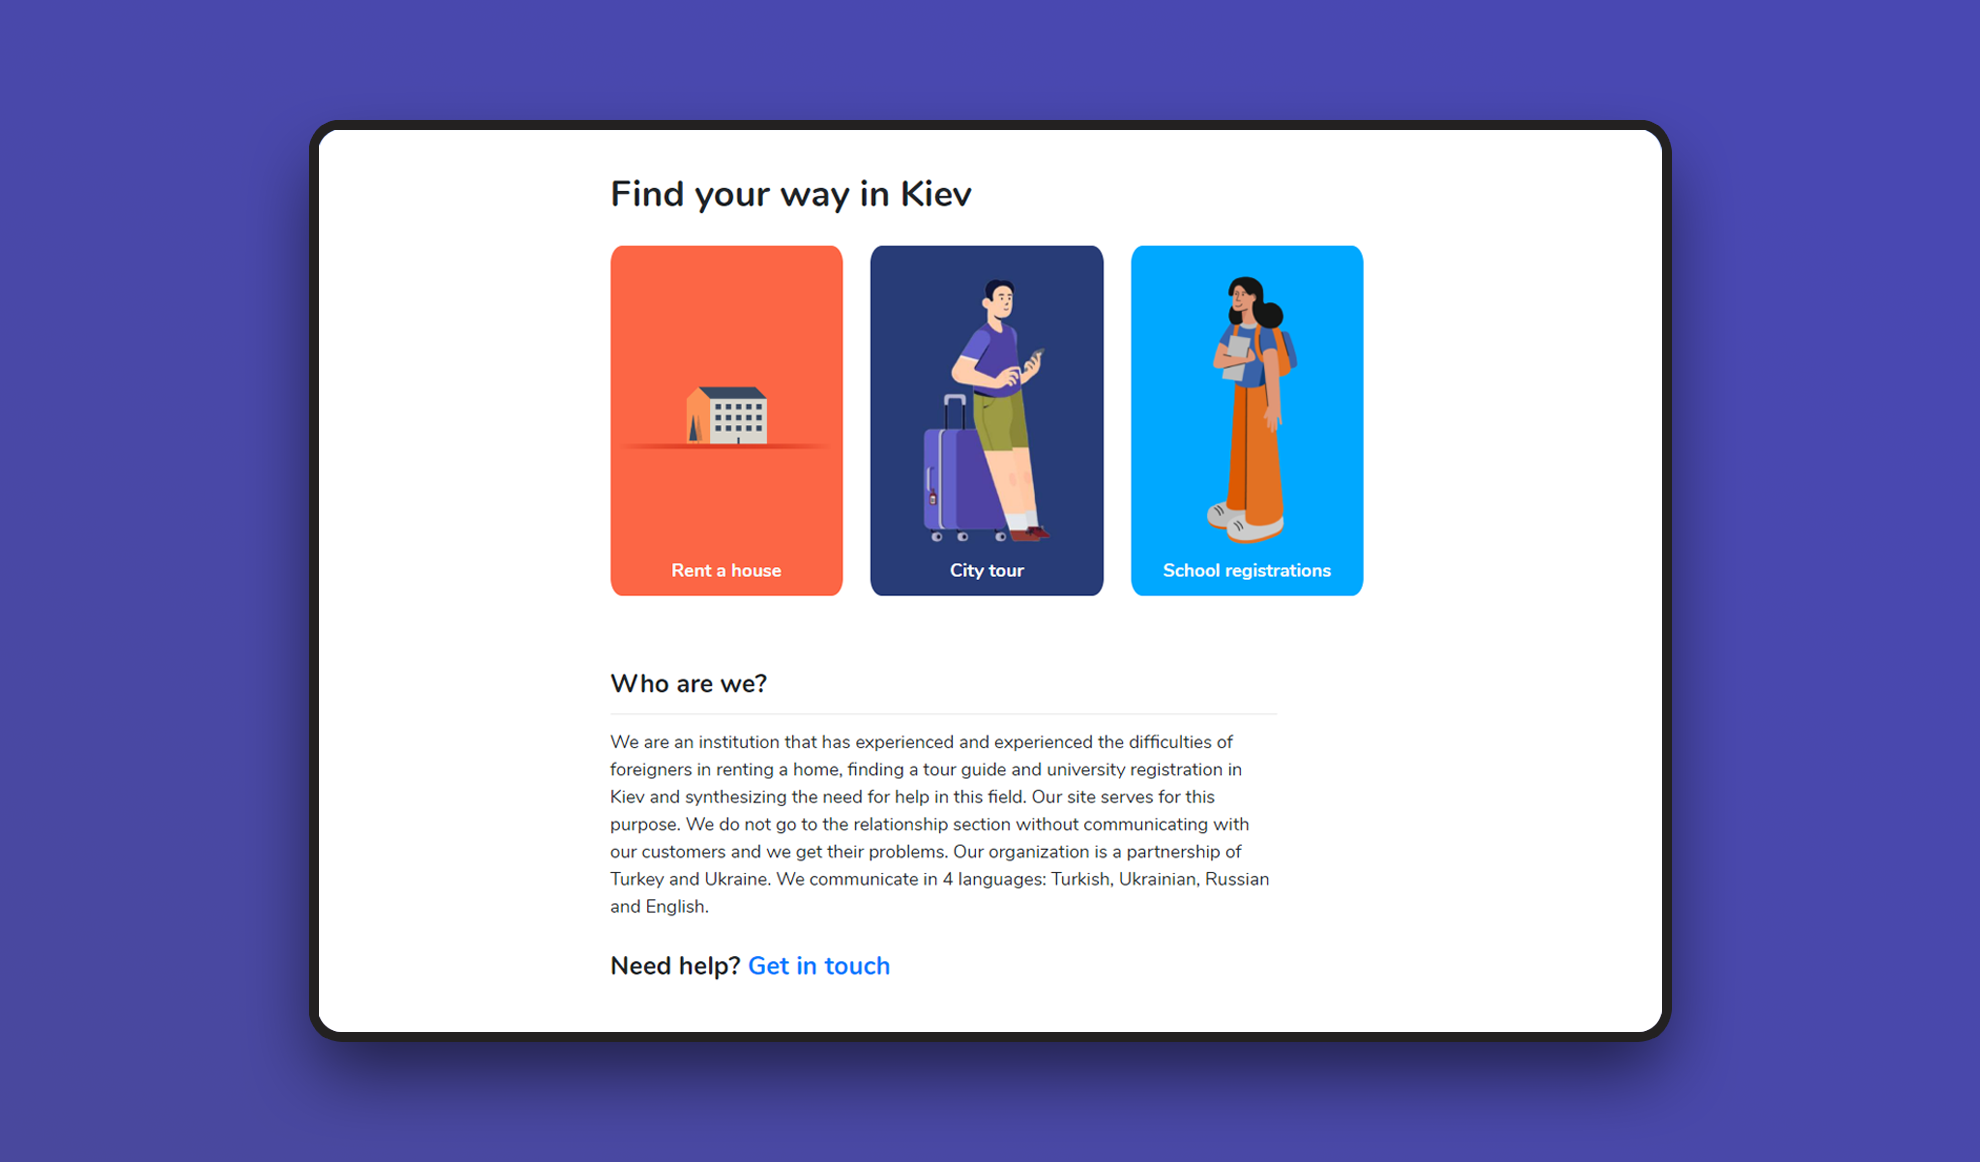 Find your way in Kiev
Rent a house
City tour
School registrations
Who are we?
We are an institution that has experienced and experienced the difficulties of
foreigners in renting a home, finding a tour guide and university registration in
Kiev and synthesizing the need for help in this field. Our site serves for this
purpose. We do not go to the relationship section without communicating with
our customers and we get their problems. Our organization is a partnership of
Turkey and Ukraine. We communicate in 4 languages: Turkish, Ukrainian, Russian
and English.
Need help? Get in touch